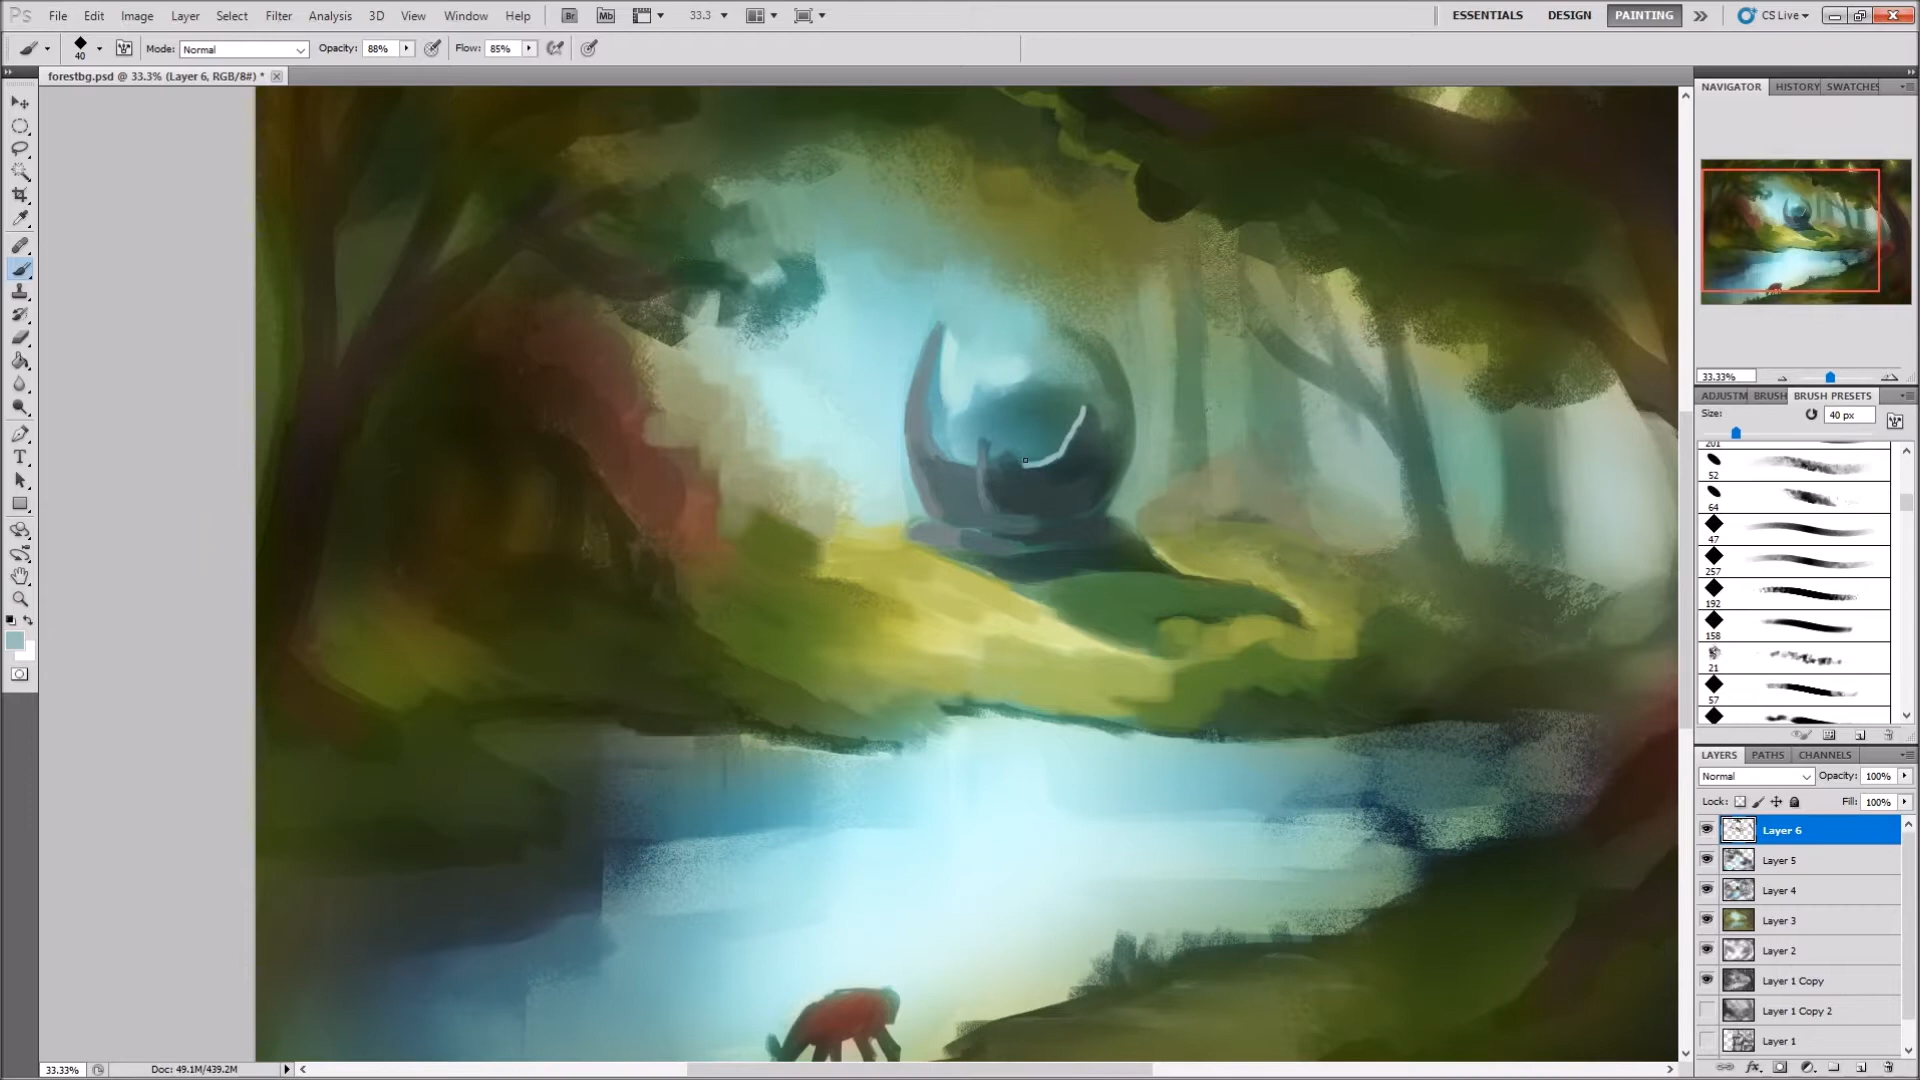 Ps File Edit Image Layer Select Filter Analysis 3D View Window Help Br Mb 33.3 ESSENTIALS DESIGN PAINTING CS Live
40 Mode: Normal Opacity: 88% Flow: 85%
forestbg.psd @ 33.3% (Layer 6, RGB/8#) *
NAVIGATOR HISTORY SWATCHES
33.33%
ADJUSTM BRUSH BRUSH PRESETS
Size: 40 px
201
52
64
47
257
192
158
21
57
LAYERS PATHS CHANNELS
Normal Opacity: 100%
Lock: Fill: 100%
Layer 6
Layer 5
Layer 4
Layer 3
Layer 2
Layer 1 Copy
Layer 1 Copy 2
Layer 1
33.33% Doc: 49.1M/439.2M